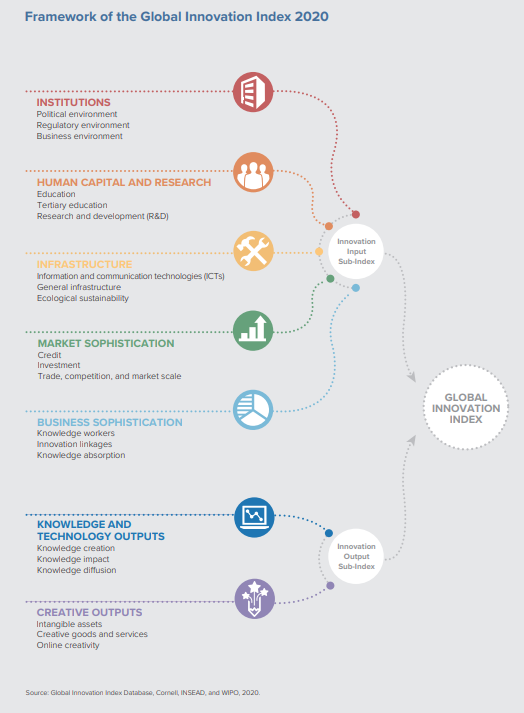 Framework of the Global Innovation Index 2020
INSTITUTIONS
Political environment
Regulatory environment
Business environment
HUMAN CAPITAL AND RESEARCH
Education
Tertiary education
Research and development (R&D)
INFRASTRUCTURE
Information and communication technologies (ICTs)
General infrastructure
Ecological sustainability
MARKET SOPHISTICATION
Credit
Investment
Trade, competition, and market scale
BUSINESS SOPHISTICATION
Knowledge workers
Innovation linkages
Knowledge absorption
Innovation
Input
Sub-Index
GLOBAL
INNOVATION
INDEX
KNOWLEDGE AND
TECHNOLOGY OUTPUTS
Knowledge creation
Knowledge impact
Knowledge diffusion
CREATIVE OUTPUTS
Intangible assets
Creative goods and services
Online creativity
Innovation
Output
Sub-Index
Source: Global Innovation Index Database, Cornell, INSEAD, and WIPO, 2020.